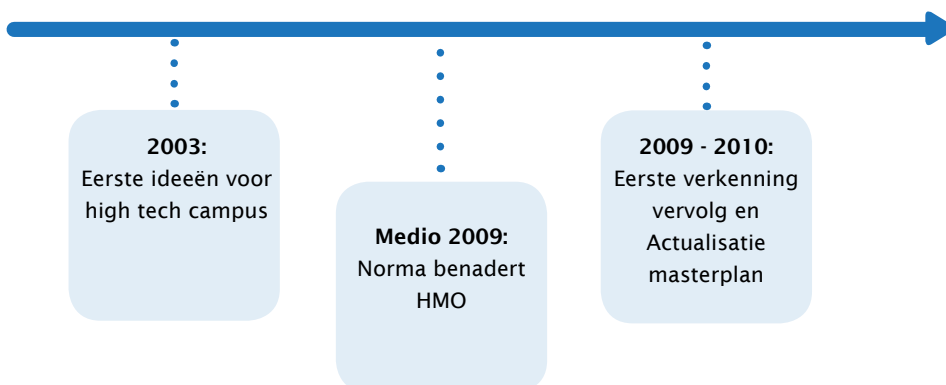 2003:
Eerste ideeën voor
high tech campus
Medio 2009:
Norma benadert
HMO
2009 - 2010:
Eerste verkenning
vervolg en
Actualisatie
masterplan